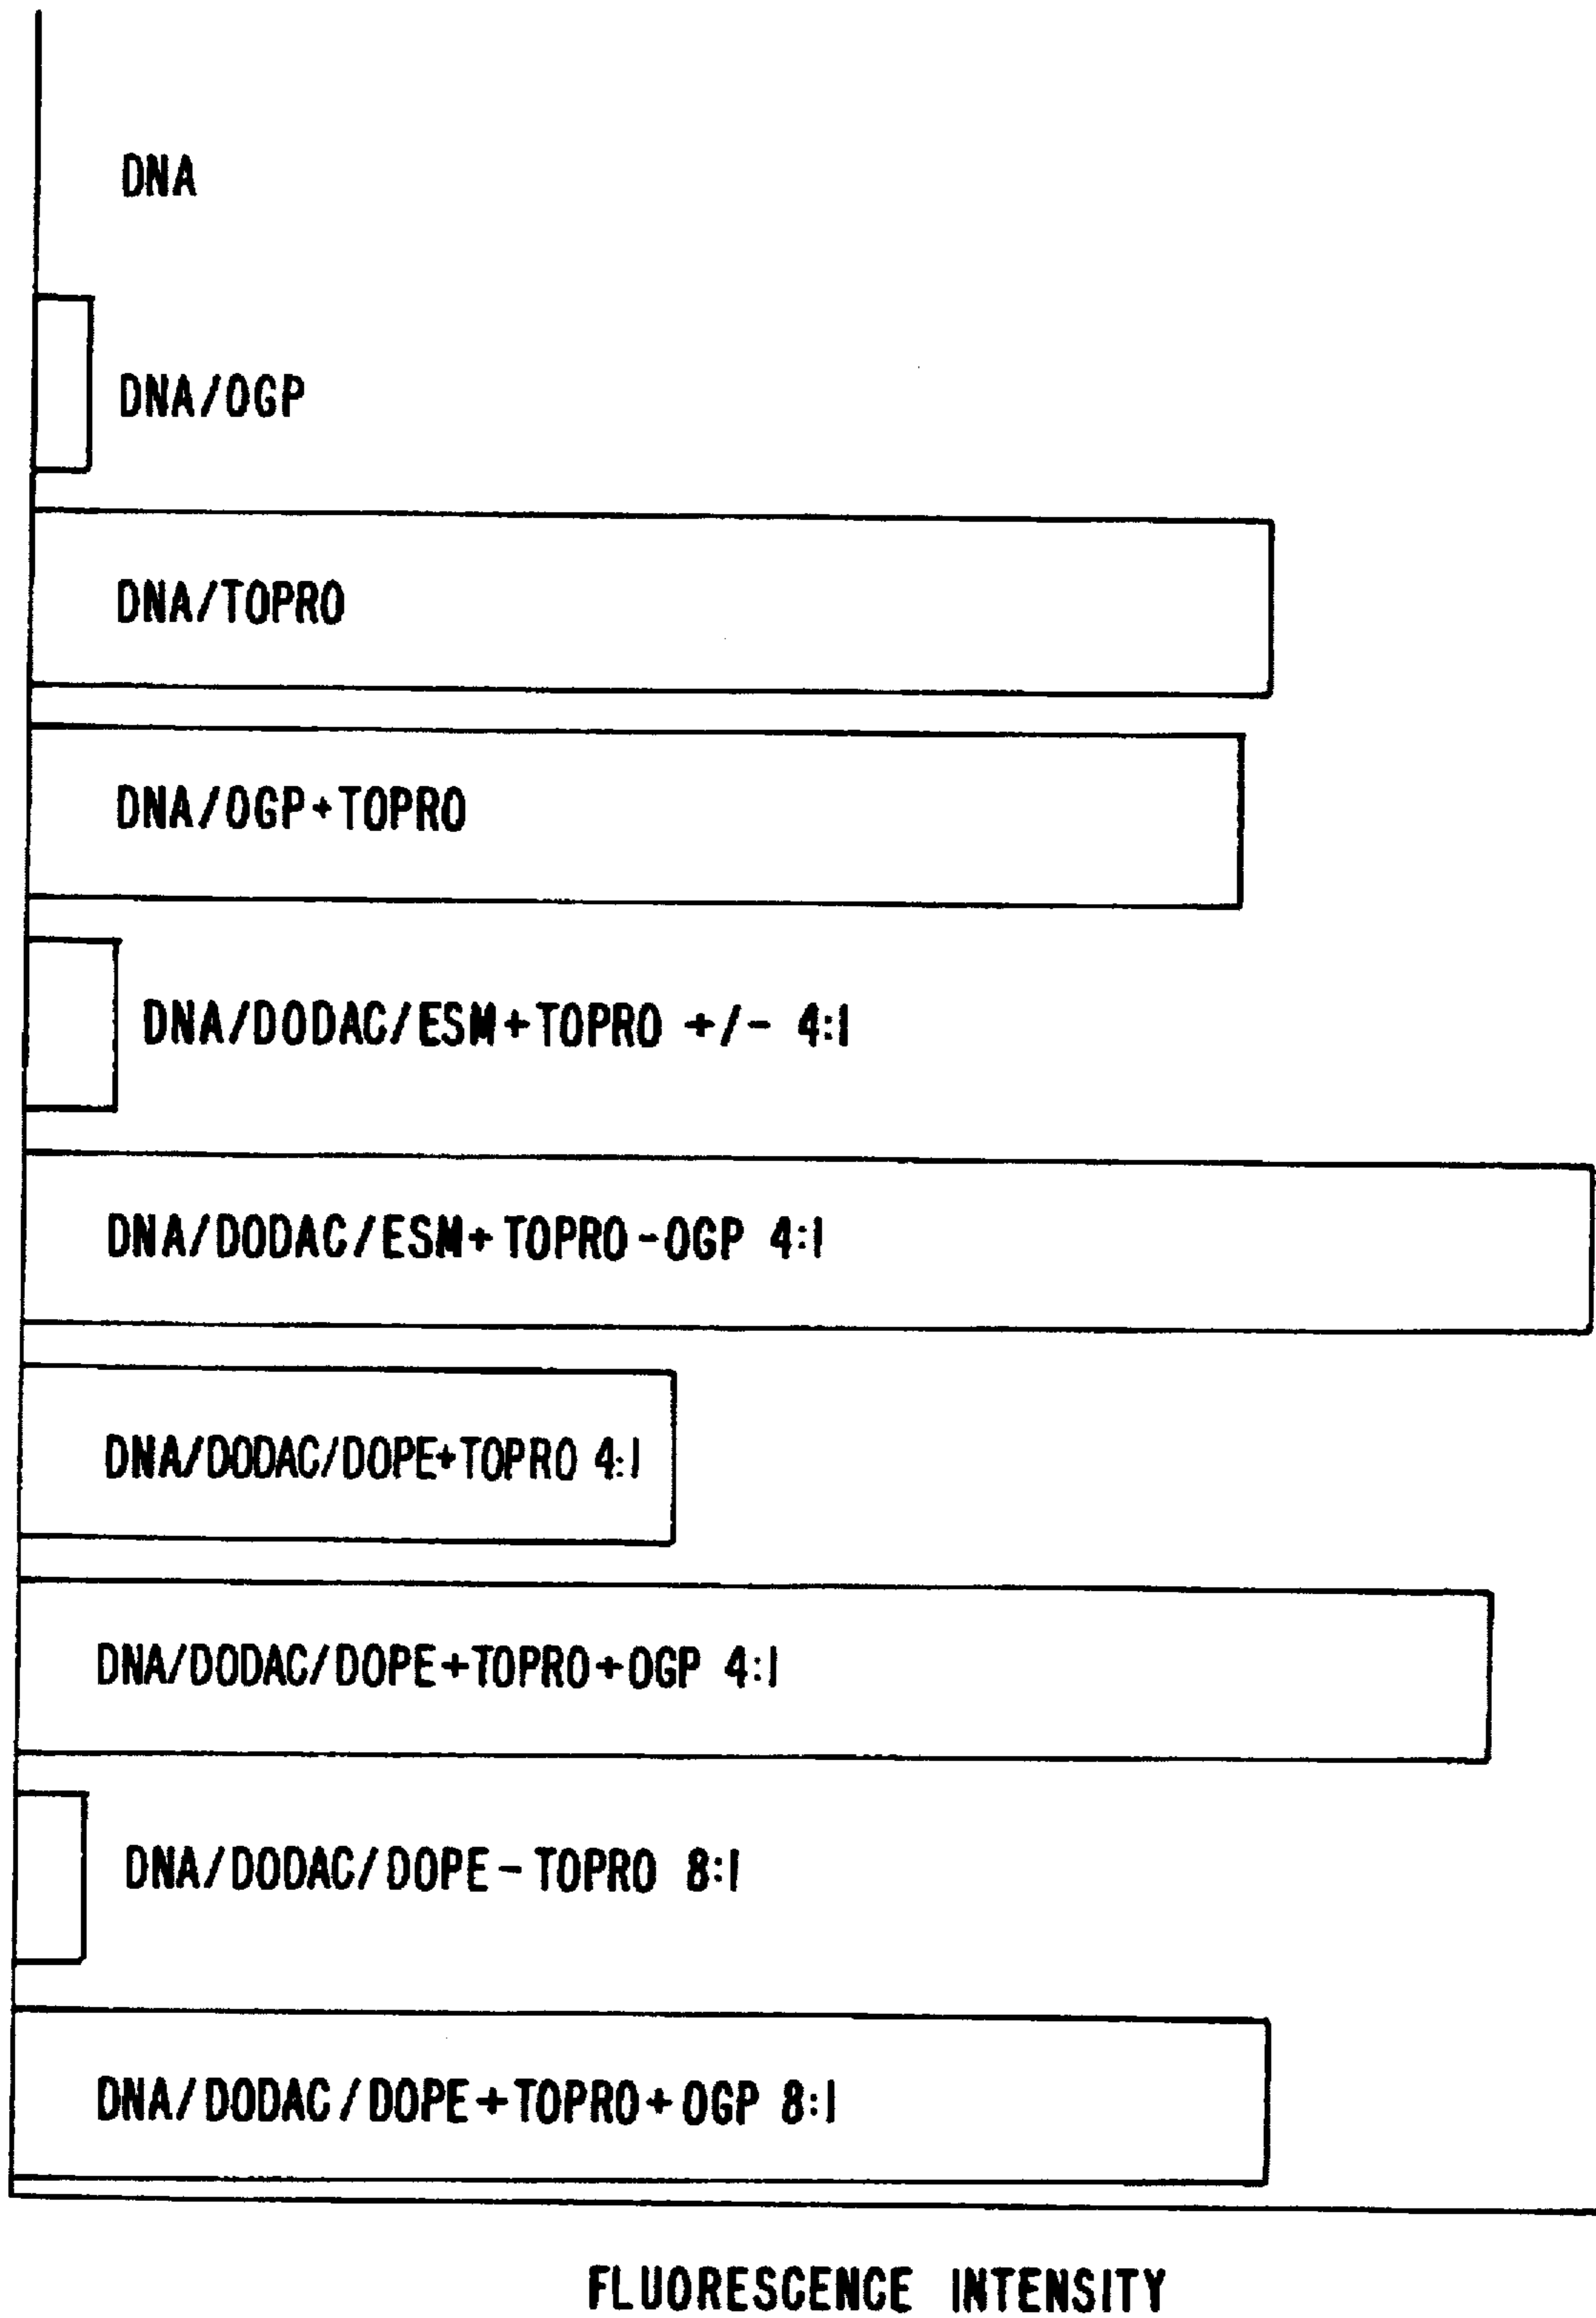 DNA
DNA/OGP
DNA/TOPRO
DNA/OGP+TOPRO
DNA/DODAC/ESM+TOPRO +/- 4:1
DNA/DODAC/ESM+TOPRO-OGP 4:1
DNA/DODAC/DOPE+TOPRO 4:1
DNA/DODAC/DOPE+TOPRO+OGP 4:1
DNA/DODAC/DOPE-TOPRO 8:1
DNA/DODAC/DOPE+TOPRO+OGP 8:1
FLUORESCENCE INTENSITY